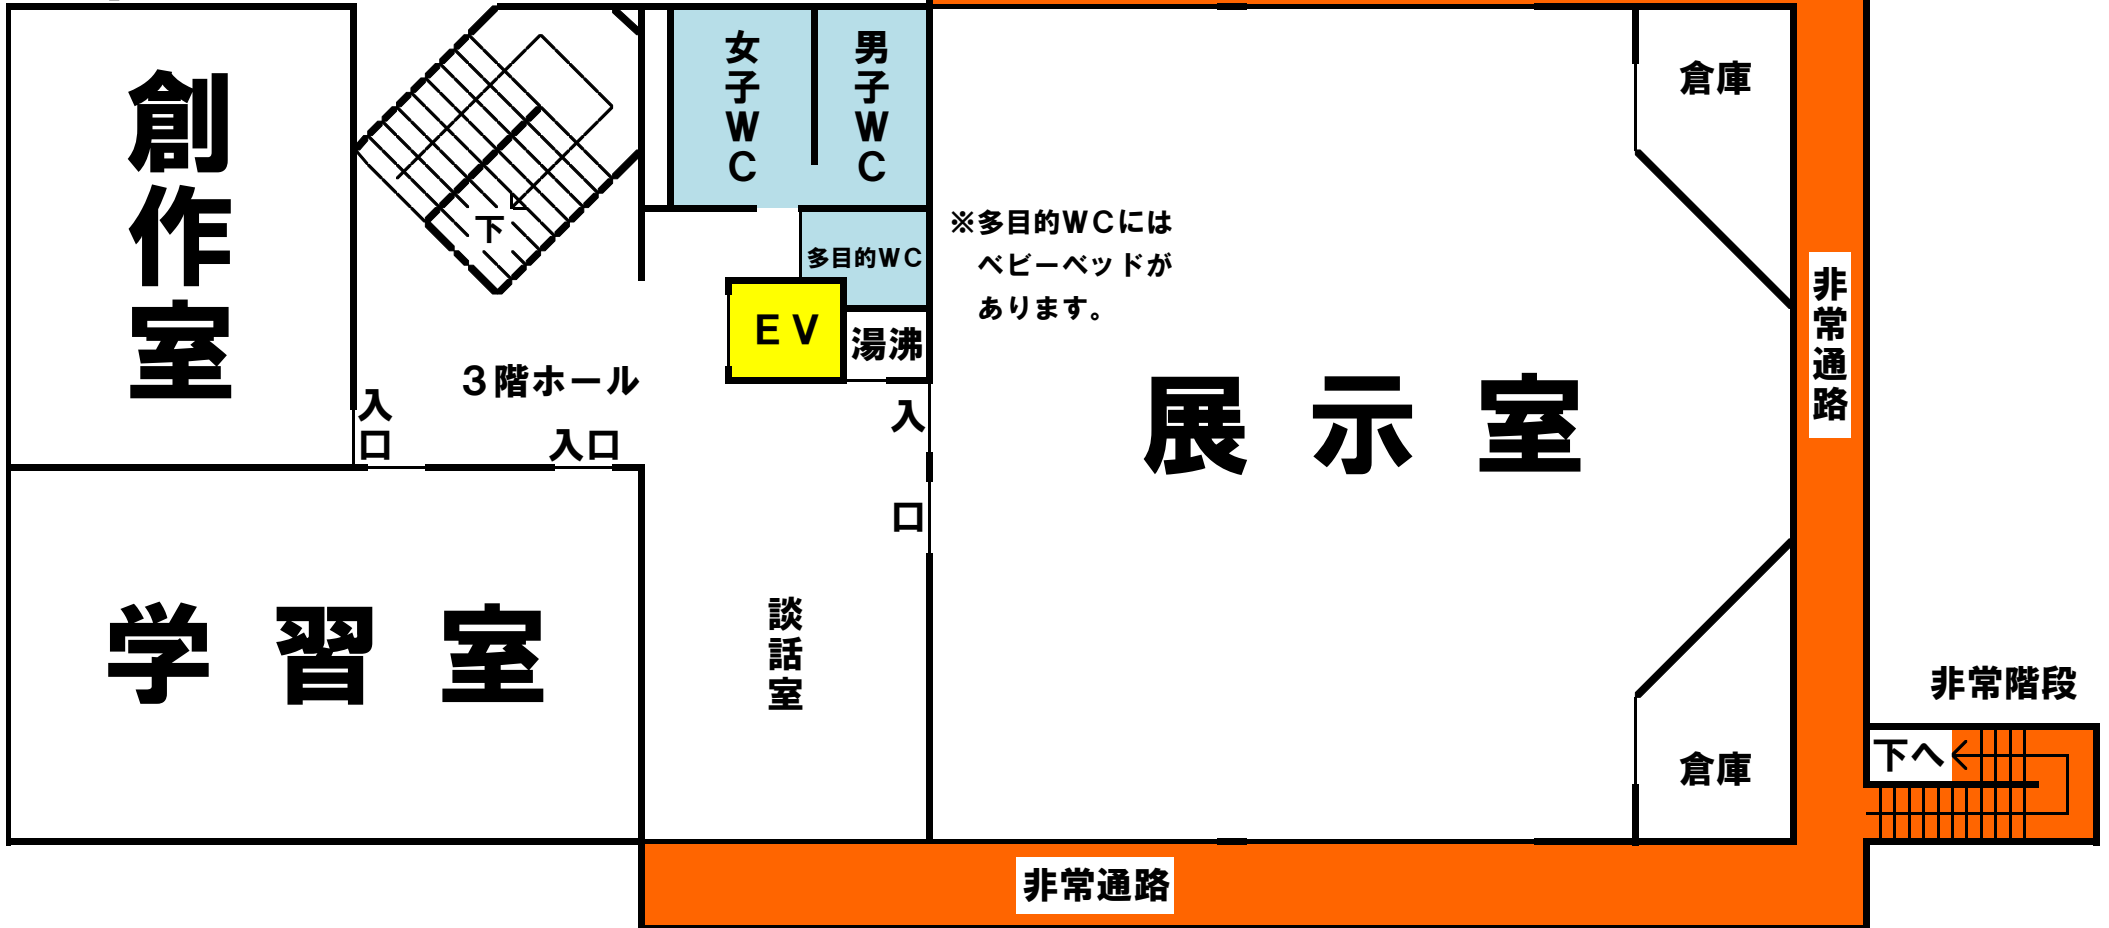 創作室
女子ＷＣ
男子ＷＣ
倉庫
下
※多目的ＷＣには
ベビーベッドが
あります。
多目的ＷＣ
ＥＶ
湯沸
３階ホール
入口
入口
入口
展示室
非常通路
学習室
談話室
倉庫
非常階段
下へ
非常通路